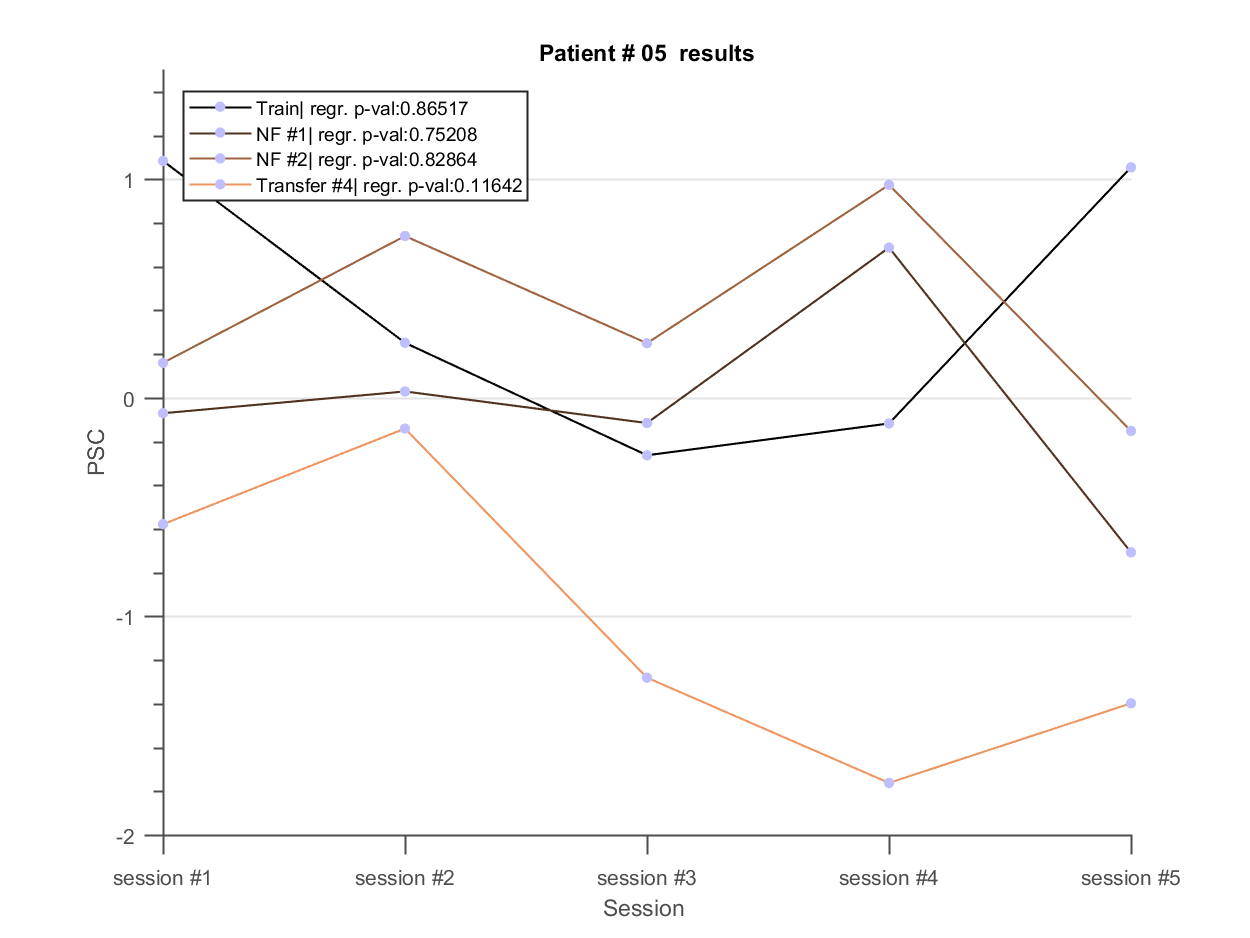 Patient # 05  results
Train| regr. p-val:0.86517
NF #1| regr. p-val:0.75208
NF #2| regr. p-val:0.82864
Transfer #4| regr. p-val:0.11642
1
0
-1
-2
PSC
session #1 session #2 session #3 session #4 session #5
Session